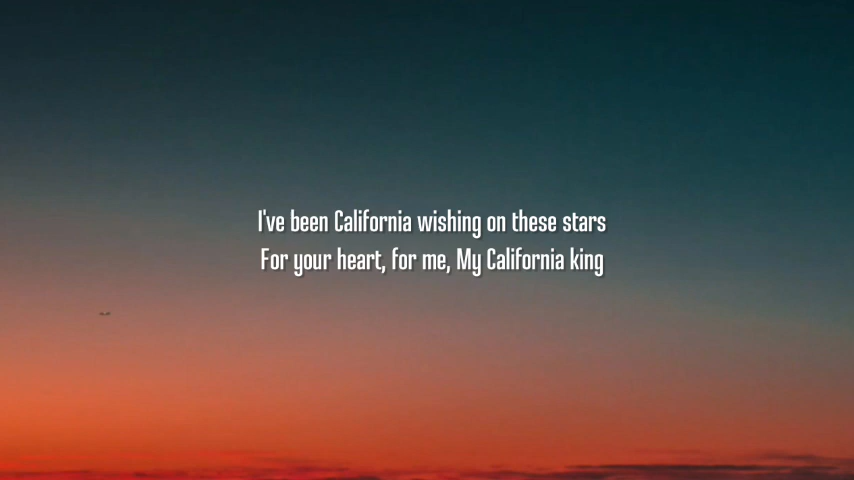 I've been California wishing on these stars
For your heart, for me, My California king